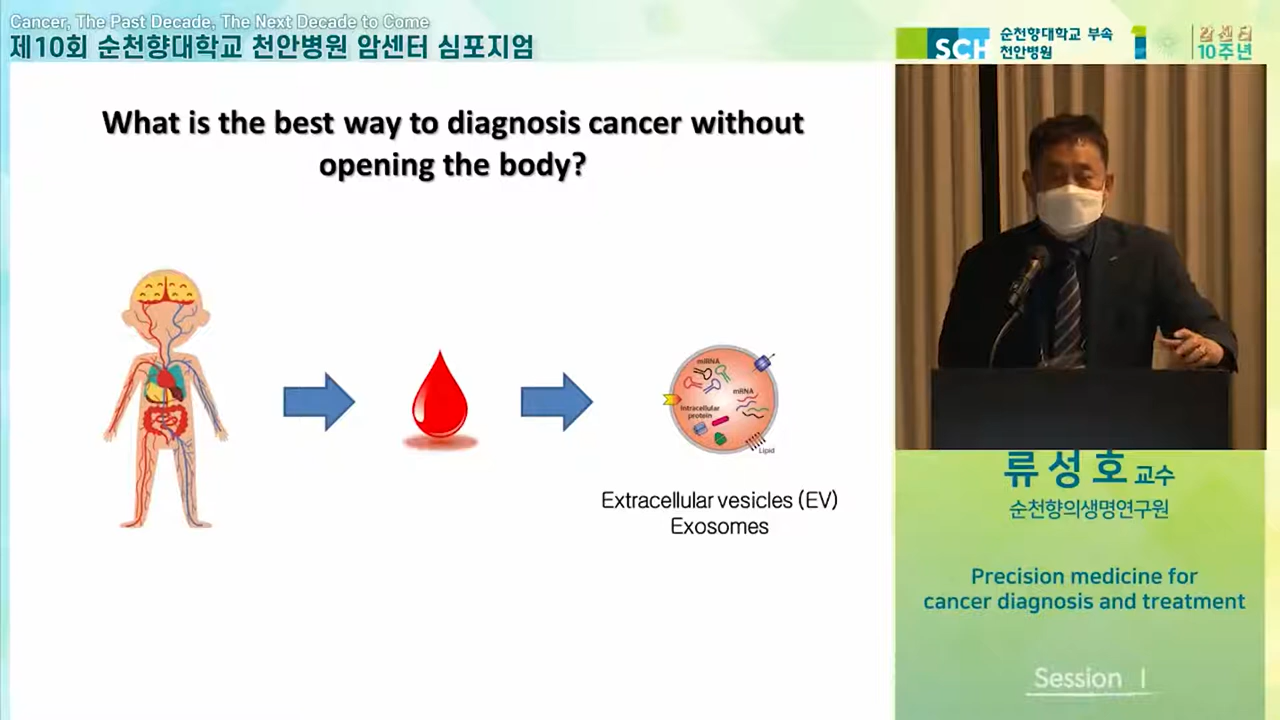 Cancer, The Past Decade, The Next Decade to Come
제10회 순천향대학교 천안병원 암센터 심포지엄
SCH
순천향대학교 부속
천안병원
암센터
10주년
What is the best way to diagnosis cancer without
opening the body?
miRNA
mRNA
Intracellular
protein
Lipid
Extracellular vesicles (EV)
Exosomes
류성호 교수
순천향의생명연구원
Precision medicine for
cancer diagnosis and treatment
Session I